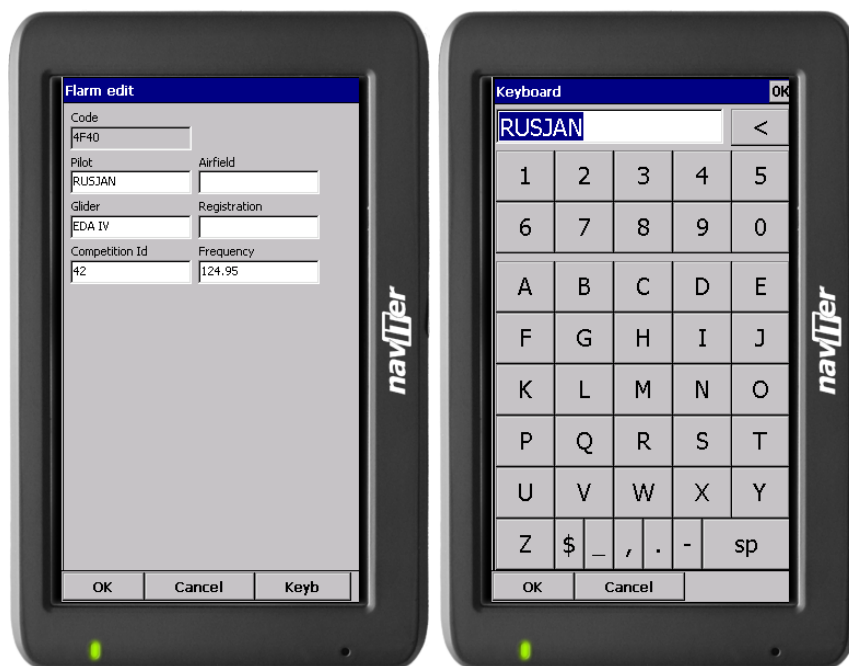 Flarm edit
Code
4F40
Pilot Airfield
RUSJAN
Glider Registration
EDA IV
Competition Id Frequency
42 124.95
OK Cancel Keyb
naviter
Keyboard OK
RUSJAN <
1 2 3 4 5
6 7 8 9 0
A B C D E
F G H I J
K L M N O
P Q R S T
U V W X Y
Z $ _ , . - sp
OK Cancel
naviter